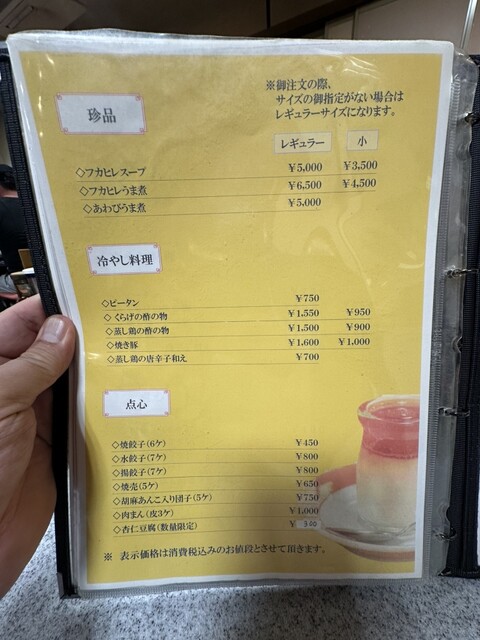 ※御注文の際、
サイズの御指定がない場合は
レギュラーサイズになります。
珍品
レギュラー 小
◇フカヒレスープ ¥5,000 ¥3,500
◇フカヒレうま煮 ¥6,500 ¥4,500
◇あわびうま煮 ¥5,000
冷やし料理
◇ピータン ¥750
◇くらげの酢の物 ¥1,550 ¥950
◇蒸し鶏の酢の物 ¥1,500 ¥900
◇焼き豚 ¥1,600 ¥1,000
◇蒸し鶏の唐辛子和え ¥700
点心
◇焼餃子(6ケ) ¥450
◇水餃子(7ケ) ¥800
◇揚餃子(7ケ) ¥800
◇焼売(5ケ) ¥650
◇胡麻あんこ入り団子(5ケ) ¥750
◇肉まん(皮3ケ) ¥1,000
◇杏仁豆腐(数量限定) ¥300
※ 表示価格は消費税込みのお値段とさせて頂きます。